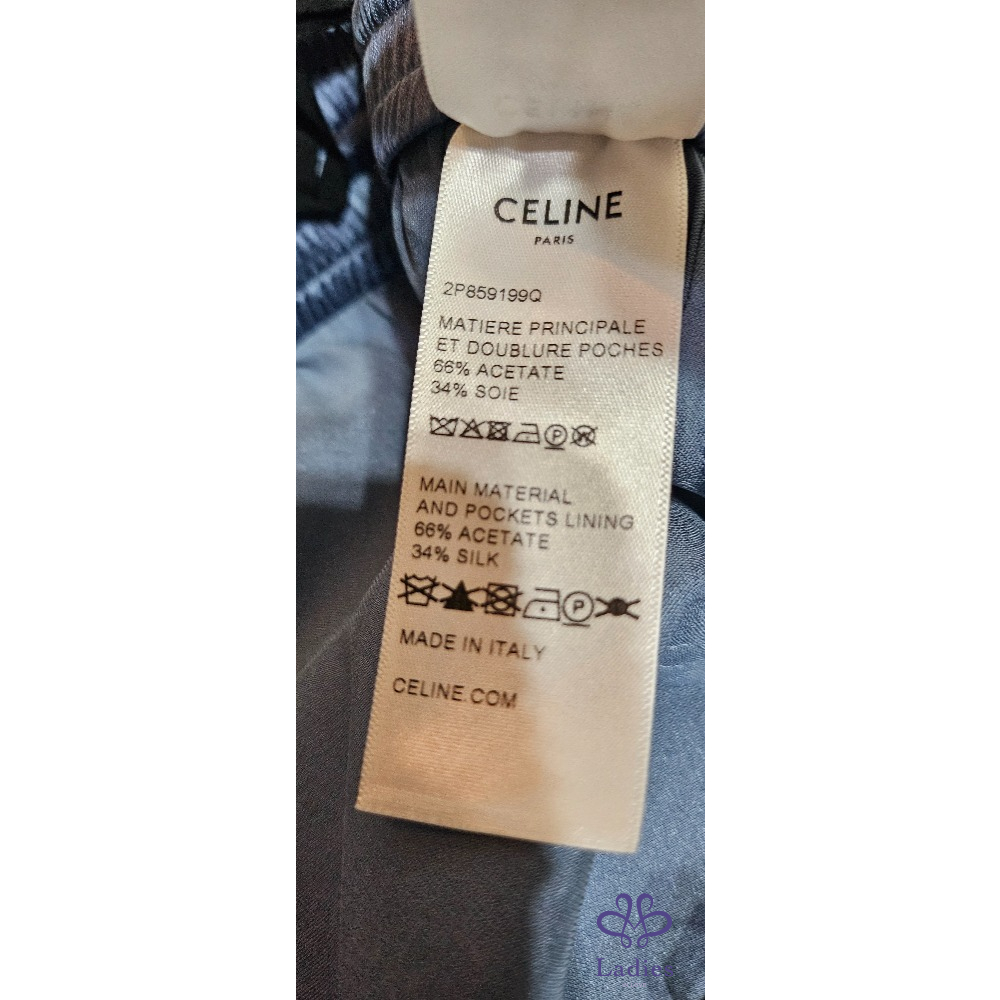 CELINE
PARIS
2P859199Q
MATIERE PRINCIPALE
ET DOUBLURE POCHES
66% ACETATE
34% SOIE
P
MAIN MATERIAL
AND POCKETS LINING
66% ACETATE
34% SILK
P
MADE IN ITALY
CELINE.COM
Ladies